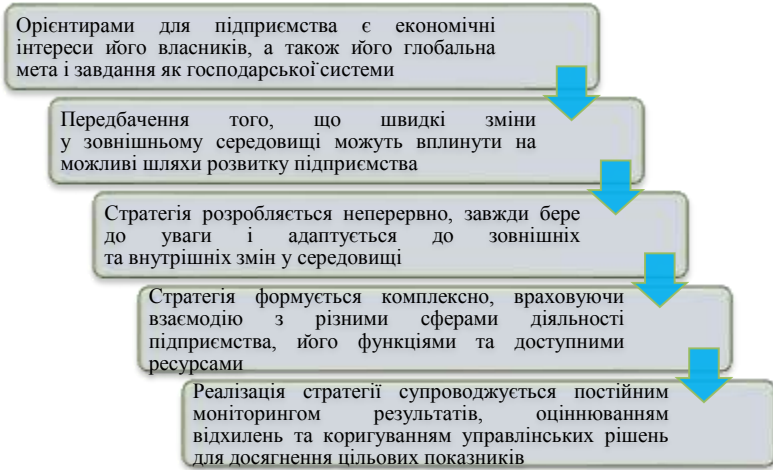 Орієнтирами для підприємства є економічні
інтереси його власників, а також його глобальна
мета і завдання як господарської системи
Передбачення того, що швидкі зміни
у зовнішньому середовищі можуть вплинути на
можливі шляхи розвитку підприємства
Стратегія розробляється неперервно, завжди бере
до уваги і адаптується до зовнішніх
та внутрішніх змін у середовищі
Стратегія формується комплексно, враховуючи
взаємодію з різними сферами діяльності
підприємства, його функціями та доступними
ресурсами
Реалізація стратегії супроводжується постійним
моніторингом результатів, оціннюванням
відхилень та коригуванням управлінських рішень
для досягнення цільових показників